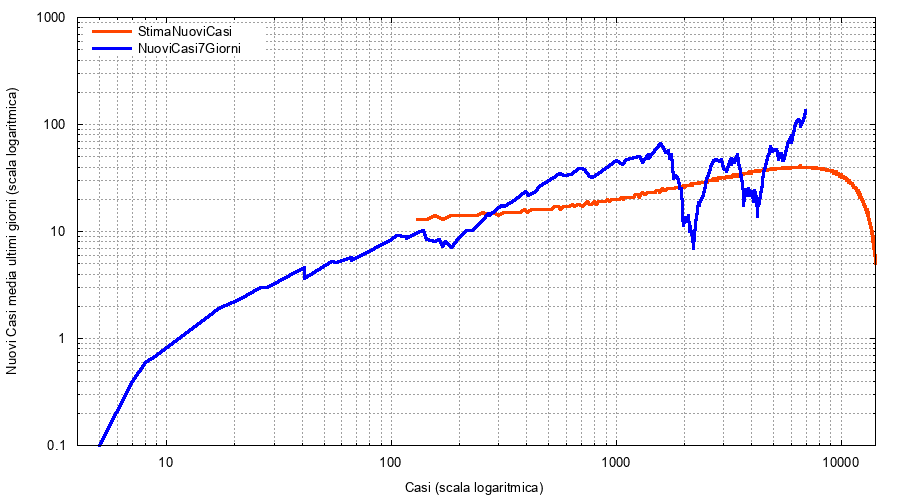 1000
StimaNuoviCasi
NuoviCasi7Giorni
100
10
1
0.1
Nuovi Casi media ultimi giorni (scala logaritmica)
10
100
1000
10000
Casi (scala logaritmica)